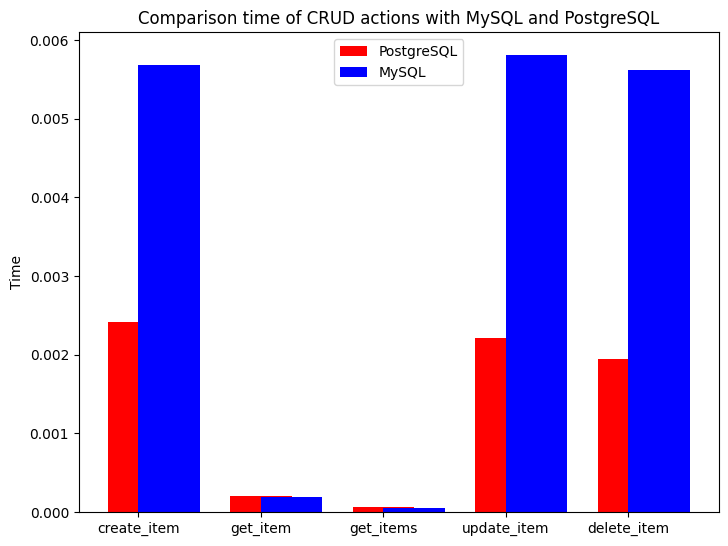 Comparison time of CRUD actions with MySQL and PostgreSQL
PostgreSQL
MySQL
0.006
0.005
0.004
0.003
0.002
0.001
0.000
Time
create_item
get_item
get_items
update_item
delete_item